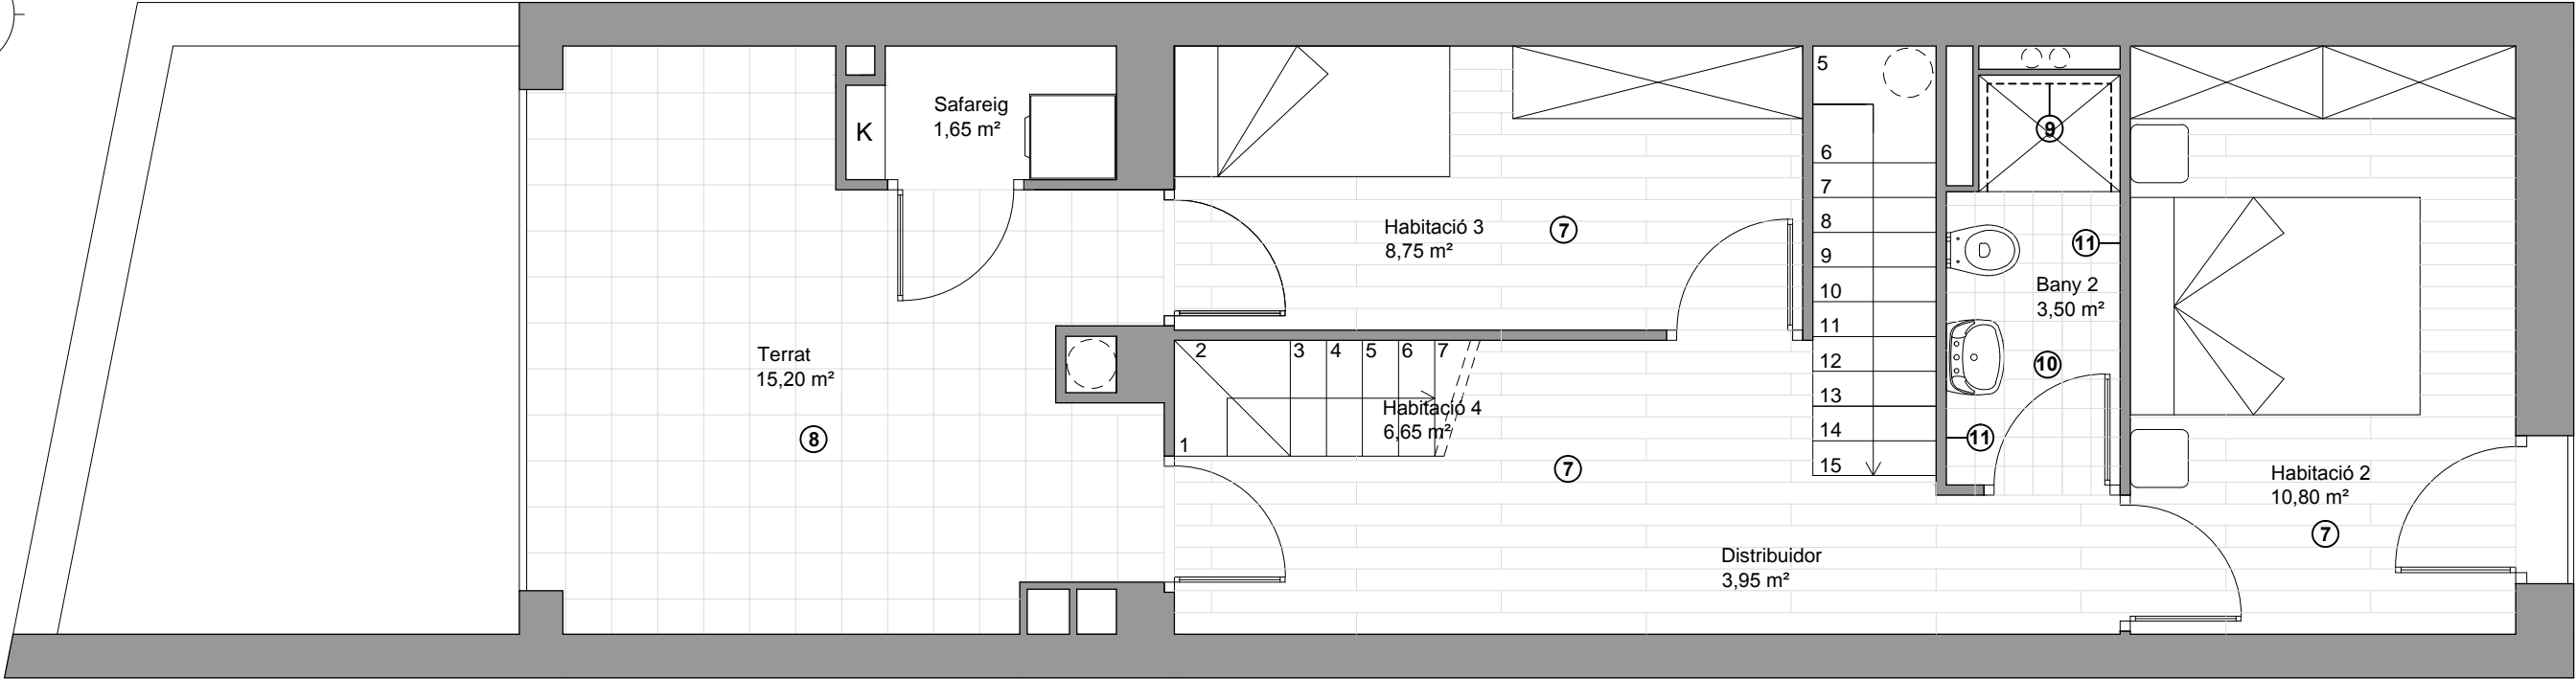 Safareig
1,65 m²
K
Terrat
15,20 m²
8
Habitació 3
8,75 m²
7
2
3
4
5
6
7
1
Habitació 4
6,65 m²
7
Distribuidor
3,95 m²
5
6
7
8
9
10
11
12
13
14
15
9
11
Bany 2
3,50 m²
10
11
Habitació 2
10,80 m²
7